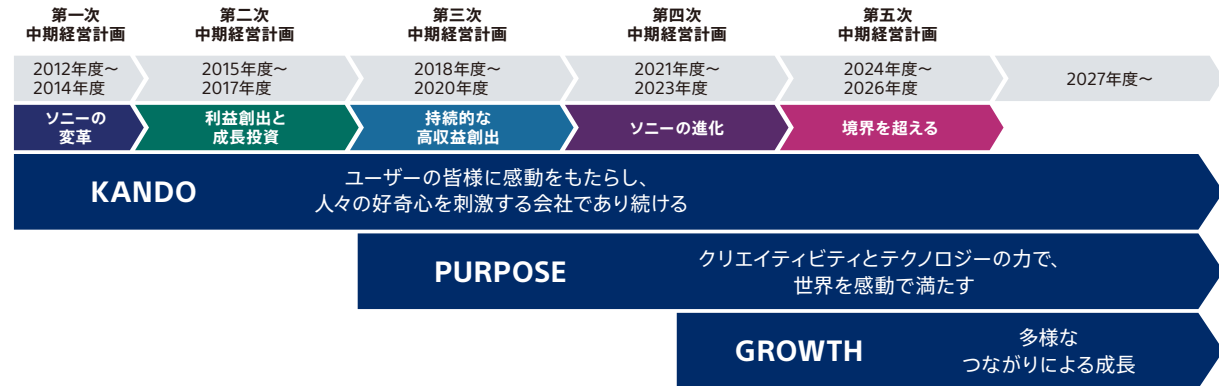 第一次
中期経営計画
第二次
中期経営計画
第三次
中期経営計画
第四次
中期経営計画
第五次
中期経営計画
2012年度～
2014年度
2015年度～
2017年度
2018年度～
2020年度
2021年度～
2023年度
2024年度～
2026年度
2027年度～
ソニーの
変革
利益創出と
成長投資
持続的な
高収益創出
ソニーの進化
境界を超える
KANDO
ユーザーの皆様に感動をもたらし、
人々の好奇心を刺激する会社であり続ける
PURPOSE
クリエイティビティとテクノロジーの力で、
世界を感動で満たす
GROWTH
多様な
つながりによる成長